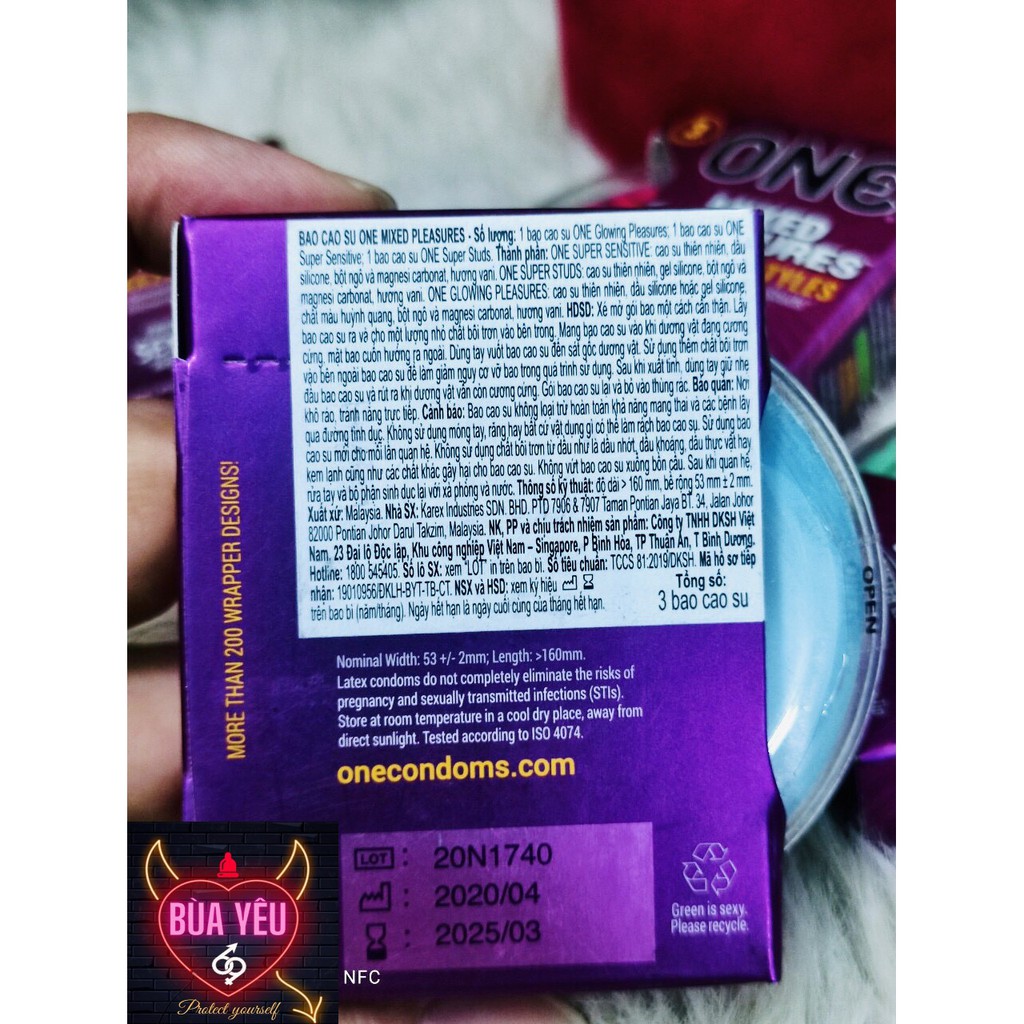 ONE
MIXED
PLEASURES
BAO CAO SU ONE MIXED PLEASURES - Số lượng: 1 bao cao su ONE Glowing Pleasures; 1 bao cao su ONE
Super Sensitive; 1 bao cao su ONE Super Studs. Thành phần: ONE SUPER SENSITIVE: cao su thiên nhiên, dầu
silicone, bột ngô và magnesi carbonat, hương vani. ONE SUPER STUDS: cao su thiên nhiên, gel silicone, bột ngô và
magnesi carbonat, hương vani. ONE GLOWING PLEASURES: cao su thiên nhiên, dầu silicone hoặc gel silicone,
chất màu huỳnh quang, bột ngô và magnesi carbonat, hương vani. HDSD: Xé mở gói bao một cách cẩn thận. Lấy
bao cao su ra và cho một lượng nhỏ chất bôi trơn vào bên trong. Mang bao cao su vào khi dương vật đang cương
cứng, mặt bao cuốn hướng ra ngoài. Dùng tay vuốt bao cao su đến sát gốc dương vật. Sử dụng thêm chất bôi trơn
vào bên ngoài bao cao su để làm giảm nguy cơ vỡ bao trong quá trình sử dụng. Sau khi xuất tinh, dùng tay giữ nhẹ
đầu bao cao su và rút ra khi dương vật vẫn còn cương cứng. Gói bao cao su lại và bỏ vào thùng rác. Bảo quản: Nơi
khô ráo, tránh nắng trực tiếp. Cảnh báo: Bao cao su không loại trừ hoàn toàn khả năng mang thai và các bệnh lây
qua đường tình dục. Không sử dụng móng tay, răng hay bất cứ vật dụng gì có thể làm rách bao cao su. Sử dụng bao
cao su mới cho mỗi lần quan hệ. Không sử dụng chất bôi trơn từ dầu như là dầu nhớt, dầu khoáng, dầu thực vật hay
kem lạnh cũng như các chất khác gây hại cho bao cao su. Không vứt bao cao su xuống bồn cầu. Sau khi quan hệ,
rửa tay và bộ phận sinh dục lại với xà phòng và nước. Thông số kỹ thuật: độ dài > 160 mm, bề rộng 53 mm ± 2 mm.
Xuất xứ: Malaysia. Nhà SX: Karex Industries SDN. BHD. PTD 7906 & 7907 Taman Pontian Jaya BT. 34, Jalan Johor
82000 Pontian Johor Darul Takzim, Malaysia. NK, PP và chịu trách nhiệm sản phẩm: Công ty TNHH DKSH Việt
Nam. 23 Đại lộ Độc lập, Khu công nghiệp Việt Nam – Singapore, P Bình Hòa, TP Thuận An, T Bình Dương.
Hotline: 1800 545405. Số lô SX: xem "LOT" in trên bao bì. Số tiêu chuẩn: TCCS 81:2019/DKSH. Mã hồ sơ tiếp
nhận: 19010956/ĐKLH-BYT-TB-CT. NSX và HSD: xem ký hiệu
trên bao bì (năm/tháng). Ngày hết hạn là ngày cuối cùng của tháng hết hạn.
Tổng số:
3 bao cao su
MORE THAN 200 WRAPPER DESIGNS!
OPEN
Nominal Width: 53 +/- 2mm; Length: >160mm.
Latex condoms do not completely eliminate the risks of
pregnancy and sexually transmitted infections (STIs).
Store at room temperature in a cool dry place, away from
direct sunlight. Tested according to ISO 4074.
onecondoms.com
LOT : 20N1740
: 2020/04
: 2025/03
Green is sexy.
Please recycle.
BÙA YÊU
Protect yourself
NFC